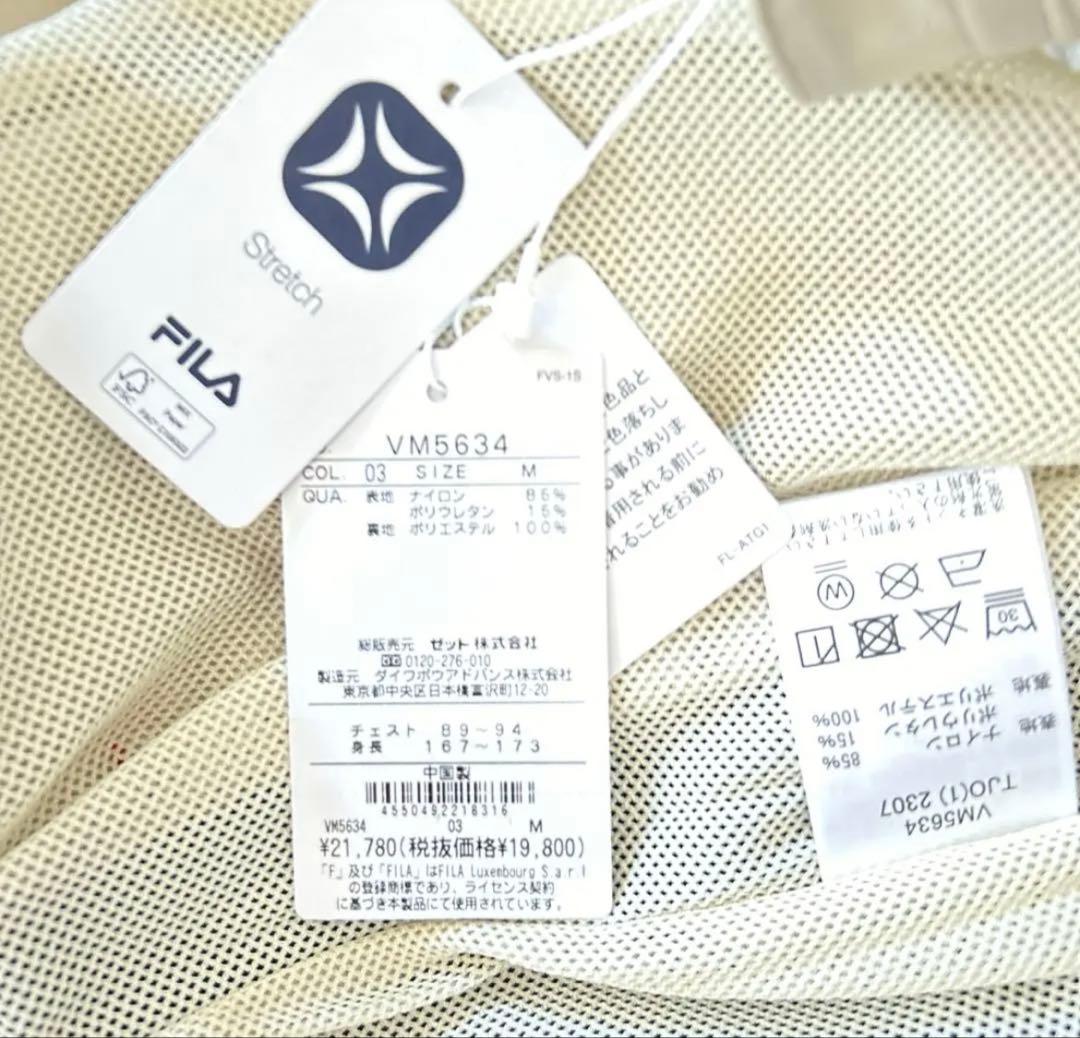 Stretch
FILA
FSC
MIX
Paper
FVS-1S
VM5634
COL. 03 SIZE M
QUA. 表地 ナイロン 85%
ポリウレタン 15%
裏地 ポリエステル 100%
総販売元 ゼット株式会社
0120-276-010
製造元 ダイワボウアドバンス株式会社
東京都中央区日本橋富沢町12-20
チェスト 89~94
身長 167~173
中国製
4550492218316
VM5634 03 M
¥21,780(税抜価格¥19,800)
「F」及び「FILA」はFILA Luxembourg S.a.r.l
の登録商標であり、ライセンス契約
に基づき本製品にて使用されています。
色品と
色落ちし
事がありま
着用される前に
れることをお勧め
FL-ATG1
W
30
表地 ナイロン 85%
ポリウレタン 15%
裏地 ポリエステル 100%
VM5634
TJO(1) 2307